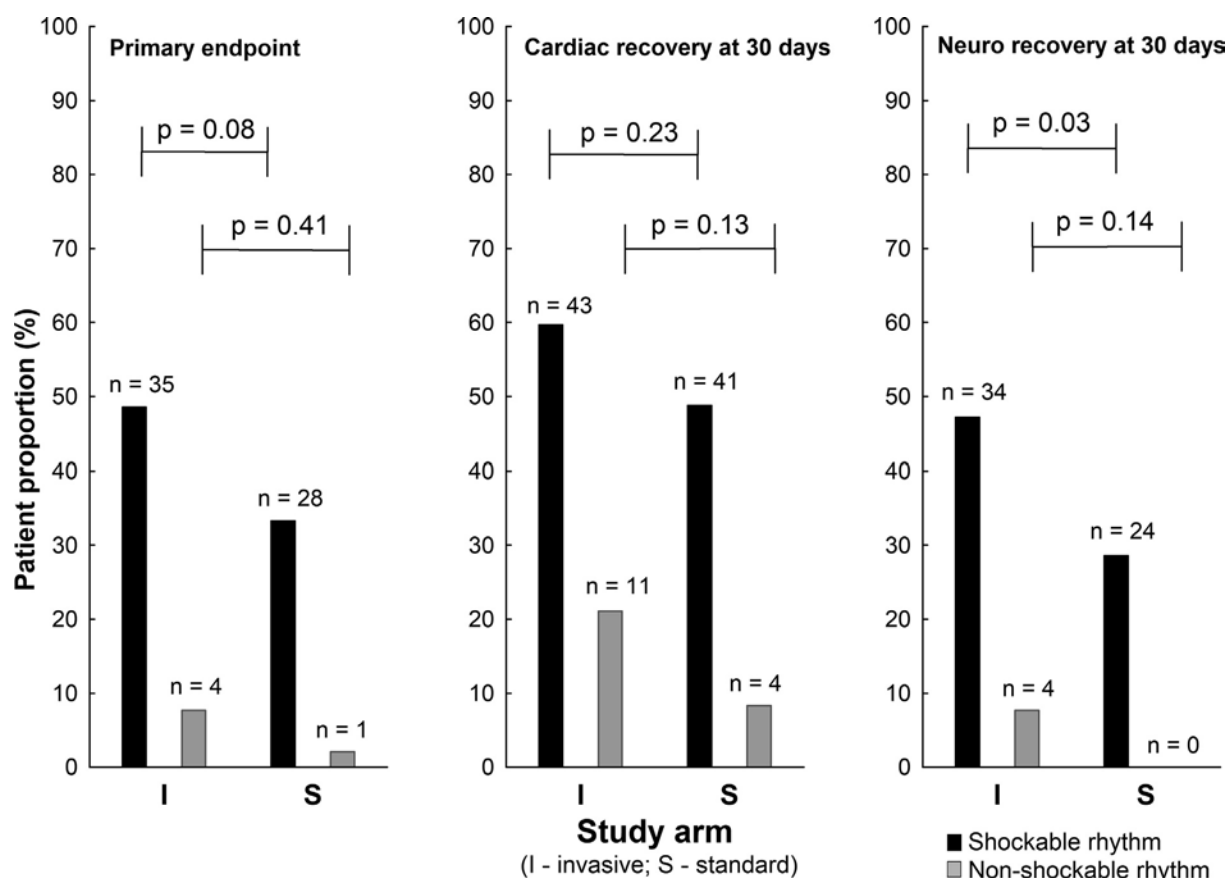 Patient proportion (%)
Primary endpoint
100
90
80
70
60
50
40
30
20
10
0
p = 0.08
p = 0.41
n = 35
n = 4
n = 28
n = 1
I
S
Cardiac recovery at 30 days
100
90
80
70
60
50
40
30
20
10
0
p = 0.23
p = 0.13
n = 43
n = 11
n = 41
n = 4
I
S
Neuro recovery at 30 days
100
90
80
70
60
50
40
30
20
10
0
p = 0.03
p = 0.14
n = 34
n = 4
n = 24
n = 0
I
S
Study arm
(I - invasive; S - standard)
Shockable rhythm
Non-shockable rhythm